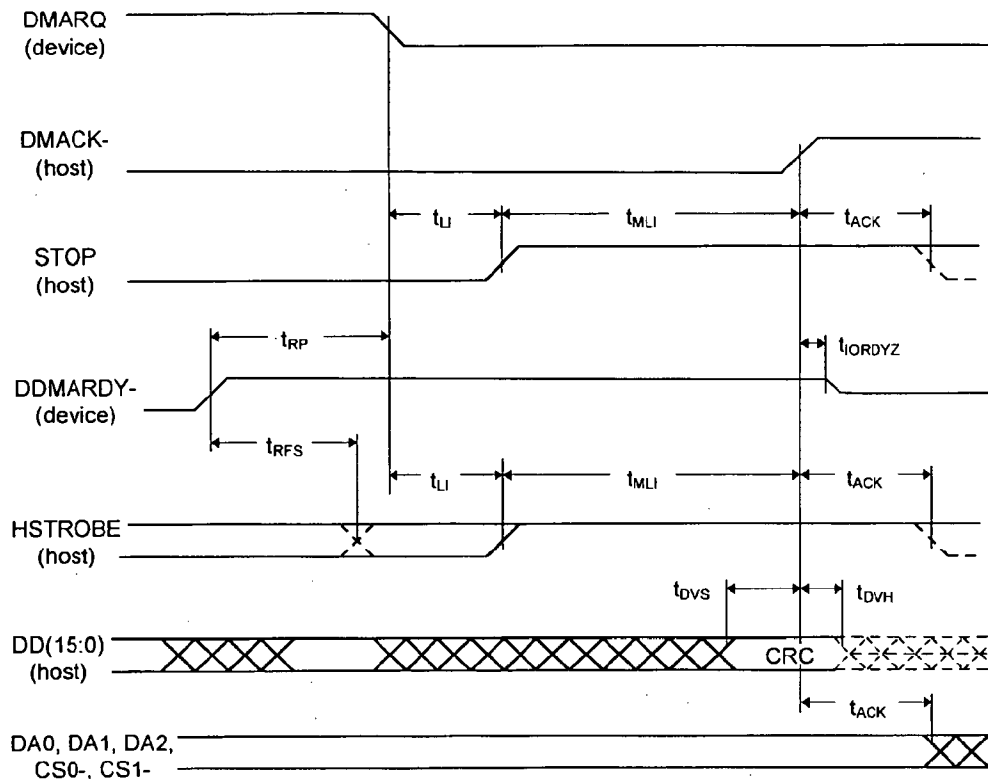 DMARQ
(device)
DMACK-
(host)
tLI
tMLI
tACK
STOP
(host)
tRP
tIORDYZ
DDMARDY-
(device)
tRFS
tLI
tMLI
tACK
HSTROBE
(host)
tDVS
tDVH
DD(15:0)
(host)
CRC
tACK
DA0, DA1, DA2,
CS0-, CS1-